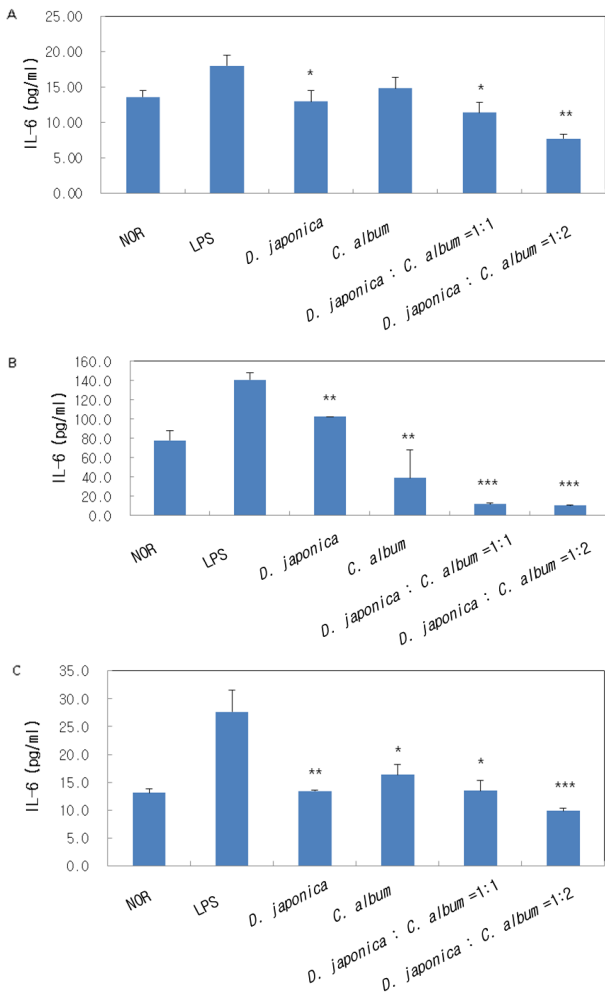 A
IL-6 (pg/ml)
25.00
20.00
15.00
10.00
5.00
0.00
*
*
**
NOR
LPS
D. japonica
C. album
D. japonica : C. album =1:1
D. japonica : C. album =1:2
B
IL-6 (pg/ml)
160.0
140.0
120.0
100.0
80.0
60.0
40.0
20.0
0.0
**
**
***
***
NOR
LPS
D. japonica
C. album
D. japonica : C. album =1:1
D. japonica : C. album =1:2
C
IL-6 (pg/ml)
35.0
30.0
25.0
20.0
15.0
10.0
5.0
0.0
**
*
*
***
NOR
LPS
D. japonica
C. album
D. japonica : C. album =1:1
D. japonica : C. album =1:2